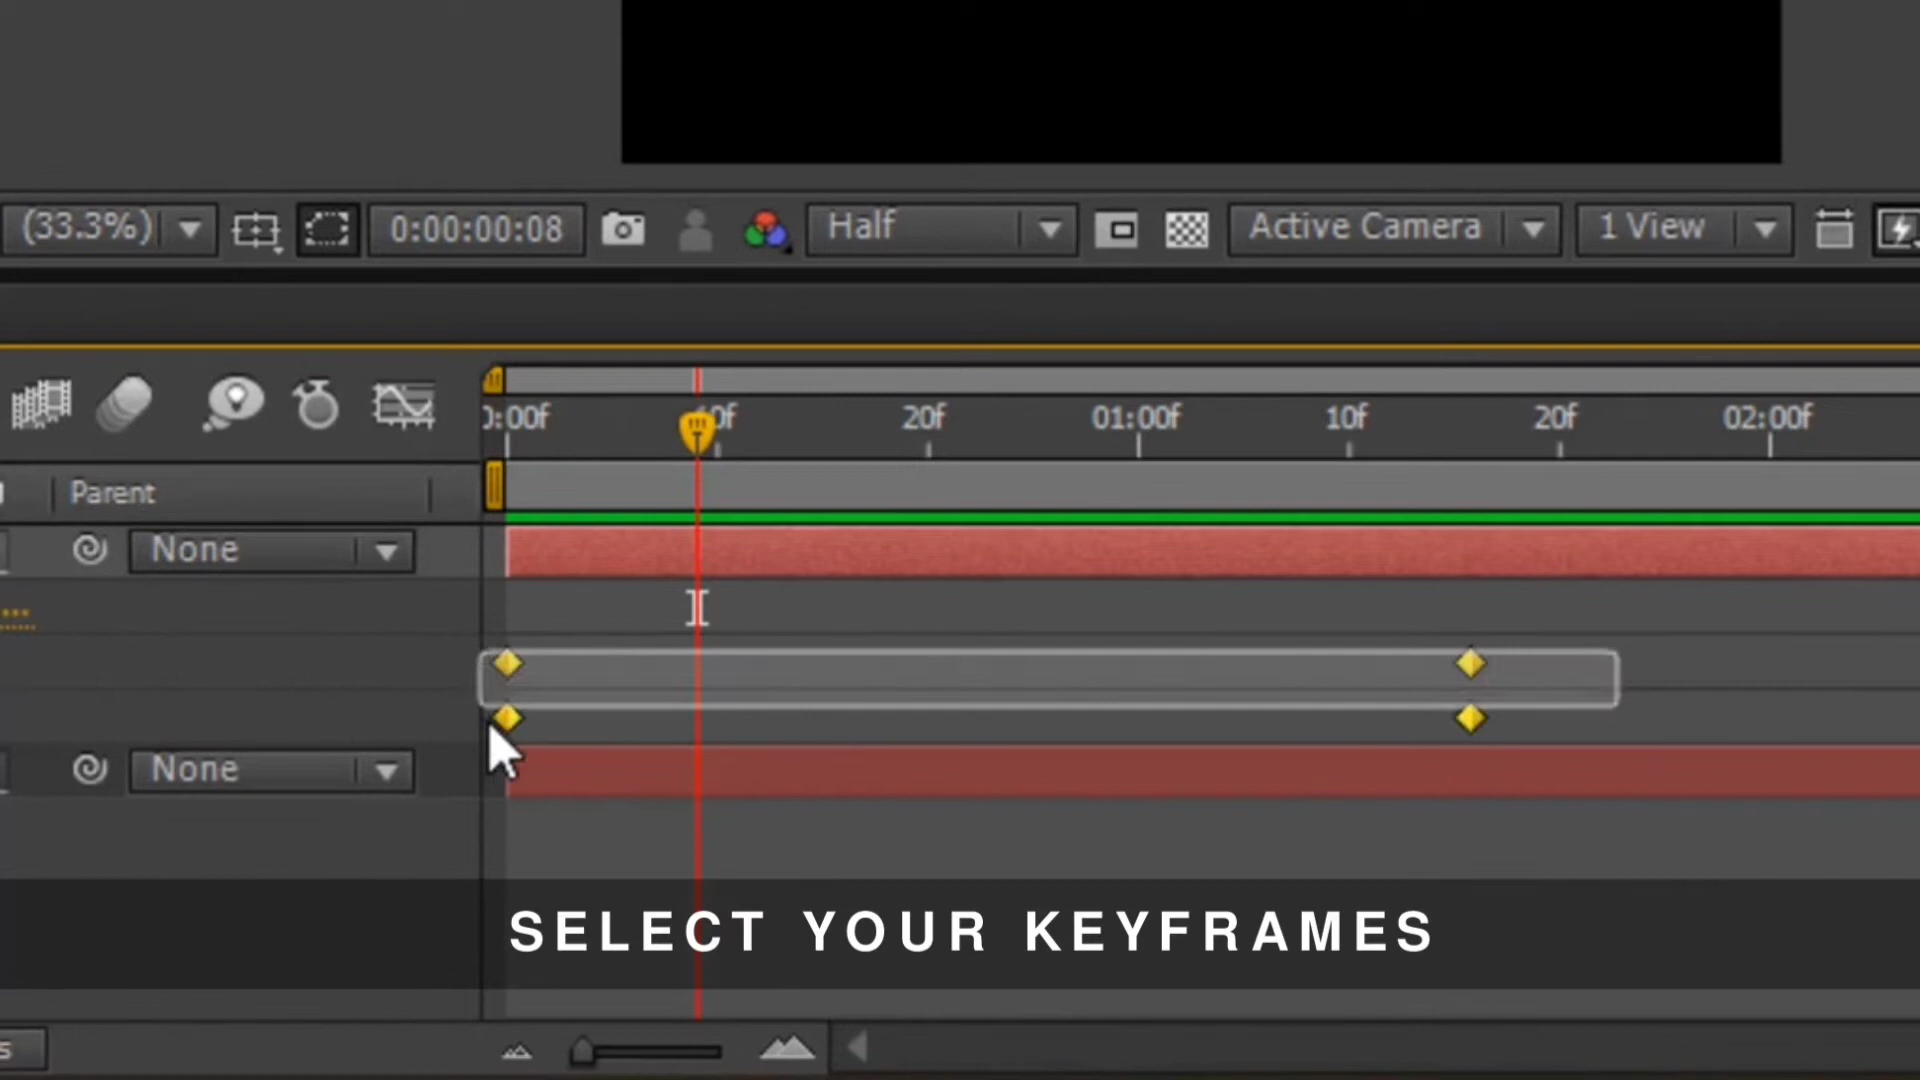 (33.3%) 0:00:00:08 Half Active Camera 1 View
0:00f 10f 20f 01:00f 10f 20f 02:00f
Parent
None
None
SELECT YOUR KEYFRAMES
s